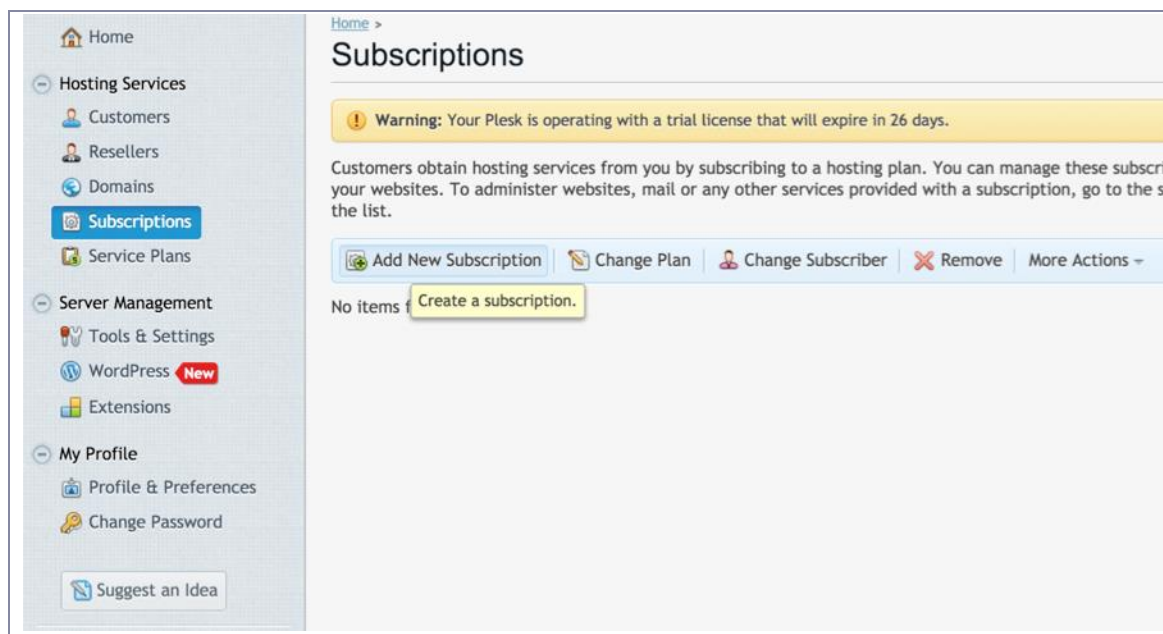 Home
Hosting Services
Customers
Resellers
Domains
Subscriptions
Service Plans
Server Management
Tools & Settings
WordPress New
Extensions
My Profile
Profile & Preferences
Change Password
Suggest an Idea
Home >
Subscriptions
Warning: Your Plesk is operating with a trial license that will expire in 26 days.
Customers obtain hosting services from you by subscribing to a hosting plan. You can manage these subscri
your websites. To administer websites, mail or any other services provided with a subscription, go to the s
the list.
Add New Subscription Change Plan Change Subscriber Remove More Actions
No items f
Create a subscription.